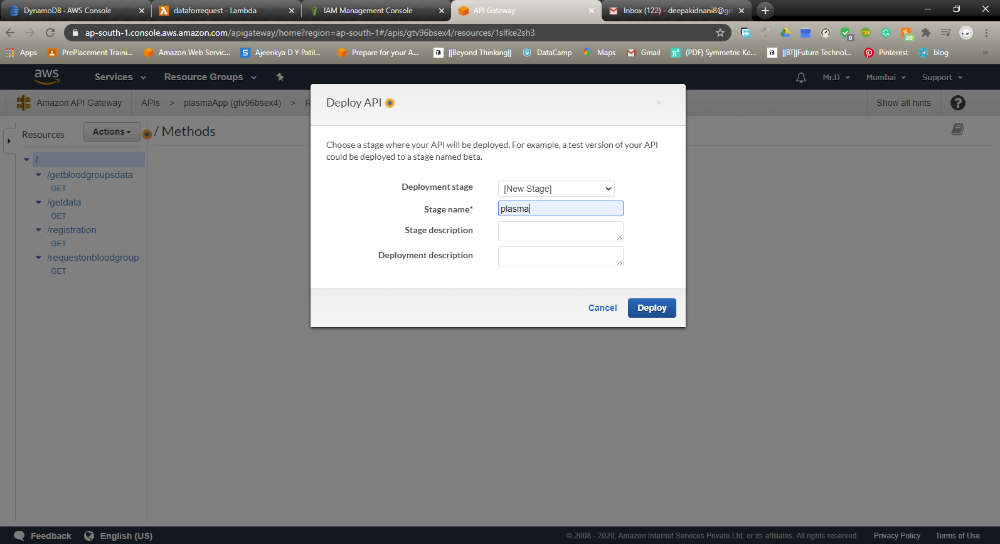 DynamoDB · AWS Console
dataforrequest - Lambda
IAM Management Console
API Gateway
Inbox (122) - deepakidnani8@gm
ap-south-1.console.aws.amazon.com/apigateway/home?region=ap-south-1#/apis/gtv96bsex4/resources/1slfke2sh3
0
20
Apps
PrePlacement Traini...
Amazon Web Servic...
S
Ajeenkya D Y Patil...
Prepare for your A...
||Beyond Thinking||
DataCamp
Maps
Gmail
(PDF) Symmetric Ke...
||BT||Future Technol...
Pinterest
blog
»
aws
Services
Resource Groups
Mr.D
Mumbai
Support
Amazon API Gateway
APIs > plasmaApp (gtv96bsex4) > R
Show all hints
?
Resources
Actions
/ Methods
/
/getbloodgroupsdata
GET
/getdata
GET
/registration
GET
/requestonbloodgroup
GET
Deploy API
×
Choose a stage where your API will be deployed. For example, a test version of your API
could be deployed to a stage named beta.
Deployment stage
[New Stage]
Stage name*
plasma
Stage description
Deployment description
Cancel
Deploy
Feedback
English (US)
© 2008 - 2020, Amazon Internet Services Private Ltd. or its affiliates. All rights reserved.
Privacy Policy
Terms of Use